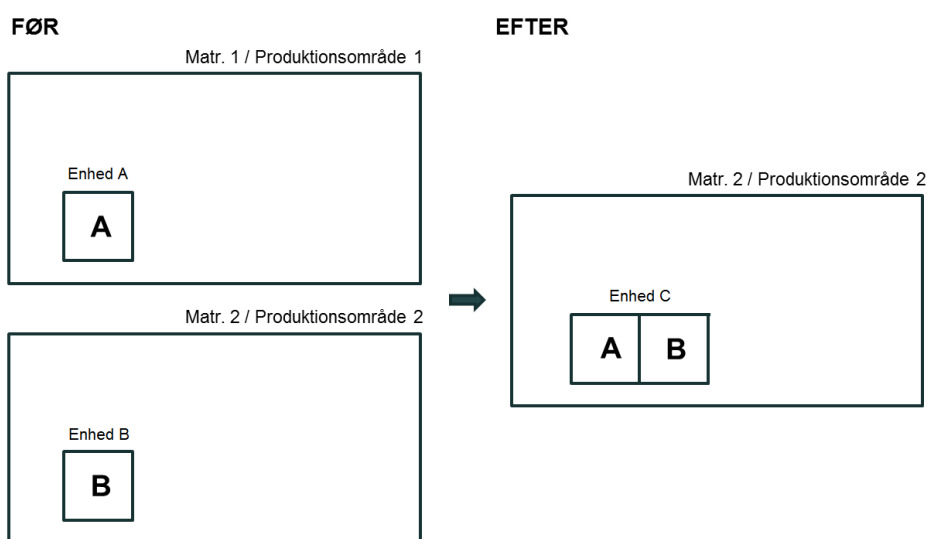 FØR
Matr. 1 / Produktionsområde 1
Enhed A
A
Matr. 2 / Produktionsområde 2
Enhed B
B
EFTER
Matr. 2 / Produktionsområde 2
Enhed C
A B